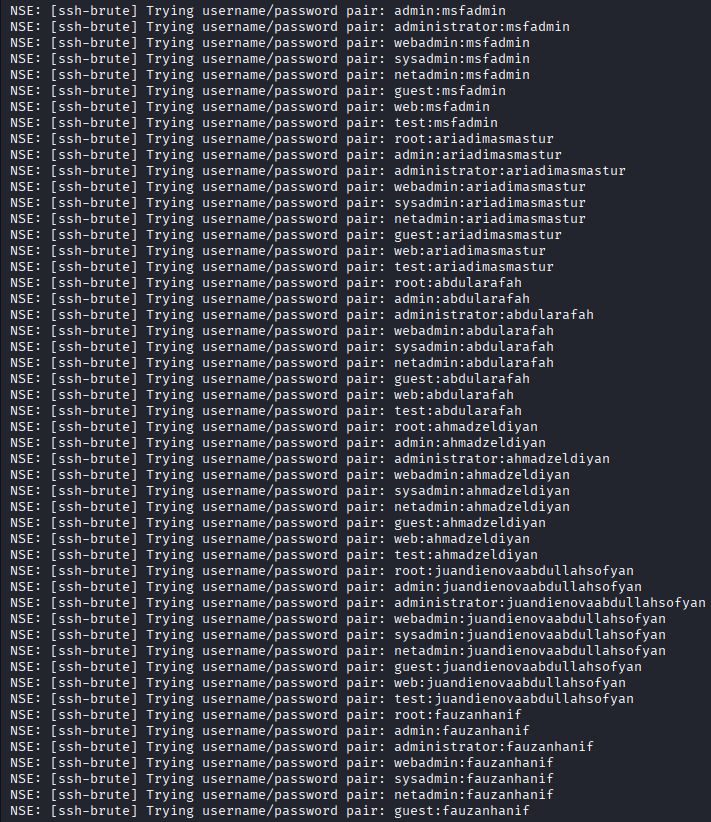 NSE: [ssh-brute] Trying username/password pair: admin:msfadmin
NSE: [ssh-brute] Trying username/password pair: administrator:msfadmin
NSE: [ssh-brute] Trying username/password pair: webadmin:msfadmin
NSE: [ssh-brute] Trying username/password pair: sysadmin:msfadmin
NSE: [ssh-brute] Trying username/password pair: netadmin:msfadmin
NSE: [ssh-brute] Trying username/password pair: guest:msfadmin
NSE: [ssh-brute] Trying username/password pair: web:msfadmin
NSE: [ssh-brute] Trying username/password pair: test:msfadmin
NSE: [ssh-brute] Trying username/password pair: root:ariadimasmastur
NSE: [ssh-brute] Trying username/password pair: admin:ariadimasmastur
NSE: [ssh-brute] Trying username/password pair: administrator:ariadimasmastur
NSE: [ssh-brute] Trying username/password pair: webadmin:ariadimasmastur
NSE: [ssh-brute] Trying username/password pair: sysadmin:ariadimasmastur
NSE: [ssh-brute] Trying username/password pair: netadmin:ariadimasmastur
NSE: [ssh-brute] Trying username/password pair: guest:ariadimasmastur
NSE: [ssh-brute] Trying username/password pair: web:ariadimasmastur
NSE: [ssh-brute] Trying username/password pair: test:ariadimasmastur
NSE: [ssh-brute] Trying username/password pair: root:abdularafah
NSE: [ssh-brute] Trying username/password pair: admin:abdularafah
NSE: [ssh-brute] Trying username/password pair: administrator:abdularafah
NSE: [ssh-brute] Trying username/password pair: webadmin:abdularafah
NSE: [ssh-brute] Trying username/password pair: sysadmin:abdularafah
NSE: [ssh-brute] Trying username/password pair: netadmin:abdularafah
NSE: [ssh-brute] Trying username/password pair: guest:abdularafah
NSE: [ssh-brute] Trying username/password pair: web:abdularafah
NSE: [ssh-brute] Trying username/password pair: test:abdularafah
NSE: [ssh-brute] Trying username/password pair: root:ahmadzeldiyan
NSE: [ssh-brute] Trying username/password pair: admin:ahmadzeldiyan
NSE: [ssh-brute] Trying username/password pair: administrator:ahmadzeldiyan
NSE: [ssh-brute] Trying username/password pair: webadmin:ahmadzeldiyan
NSE: [ssh-brute] Trying username/password pair: sysadmin:ahmadzeldiyan
NSE: [ssh-brute] Trying username/password pair: netadmin:ahmadzeldiyan
NSE: [ssh-brute] Trying username/password pair: guest:ahmadzeldiyan
NSE: [ssh-brute] Trying username/password pair: web:ahmadzeldiyan
NSE: [ssh-brute] Trying username/password pair: test:ahmadzeldiyan
NSE: [ssh-brute] Trying username/password pair: root:juandienovaabdullahsofyan
NSE: [ssh-brute] Trying username/password pair: admin:juandienovaabdullahsofyan
NSE: [ssh-brute] Trying username/password pair: administrator:juandienovaabdullahsofyan
NSE: [ssh-brute] Trying username/password pair: webadmin:juandienovaabdullahsofyan
NSE: [ssh-brute] Trying username/password pair: sysadmin:juandienovaabdullahsofyan
NSE: [ssh-brute] Trying username/password pair: netadmin:juandienovaabdullahsofyan
NSE: [ssh-brute] Trying username/password pair: guest:juandienovaabdullahsofyan
NSE: [ssh-brute] Trying username/password pair: web:juandienovaabdullahsofyan
NSE: [ssh-brute] Trying username/password pair: test:juandienovaabdullahsofyan
NSE: [ssh-brute] Trying username/password pair: root:fauzanhanif
NSE: [ssh-brute] Trying username/password pair: admin:fauzanhanif
NSE: [ssh-brute] Trying username/password pair: administrator:fauzanhanif
NSE: [ssh-brute] Trying username/password pair: webadmin:fauzanhanif
NSE: [ssh-brute] Trying username/password pair: sysadmin:fauzanhanif
NSE: [ssh-brute] Trying username/password pair: netadmin:fauzanhanif
NSE: [ssh-brute] Trying username/password pair: guest:fauzanhanif